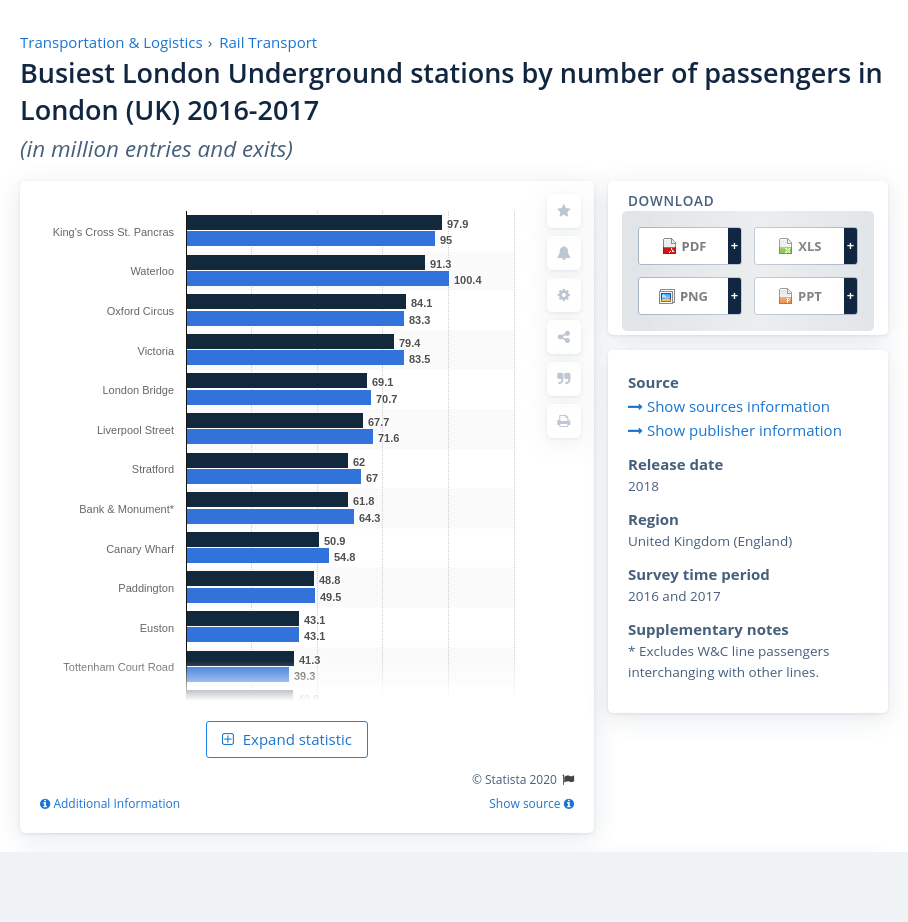 Transportation & Logistics › Rail Transport
Busiest London Underground stations by number of passengers in
London (UK) 2016-2017
(in million entries and exits)
King's Cross St. Pancras
97.9
95
Waterloo
91.3
100.4
Oxford Circus
84.1
83.3
Victoria
79.4
83.5
London Bridge
69.1
70.7
Liverpool Street
67.7
71.6
Stratford
62
67
Bank & Monument*
61.8
64.3
Canary Wharf
50.9
54.8
Paddington
48.8
49.5
Euston
43.1
43.1
Tottenham Court Road
41.3
39.3
40.8
Expand statistic
© Statista 2020
Additional Information
Show source
DOWNLOAD
PDF +
XLS +
PNG +
PPT +
Source
Show sources information
Show publisher information
Release date
2018
Region
United Kingdom (England)
Survey time period
2016 and 2017
Supplementary notes
* Excludes W&C line passengers
interchanging with other lines.